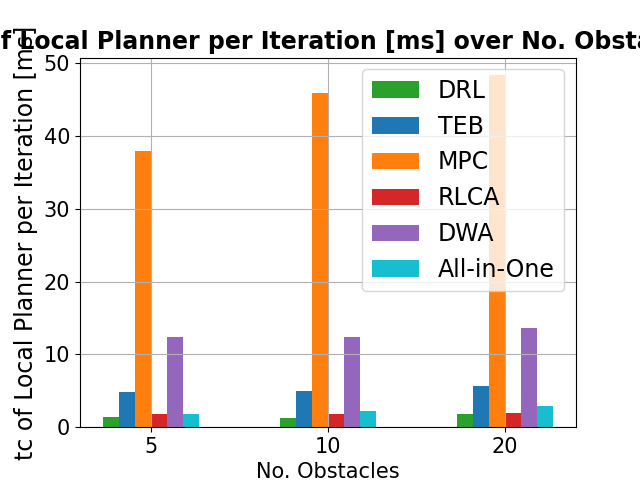 f Local Planner per Iteration [ms] over No. Obsta
tc of Local Planner per Iteration [ms]
50
40
30
20
10
0
DRL
TEB
MPC
RLCA
DWA
All-in-One
5 10 20
No. Obstacles